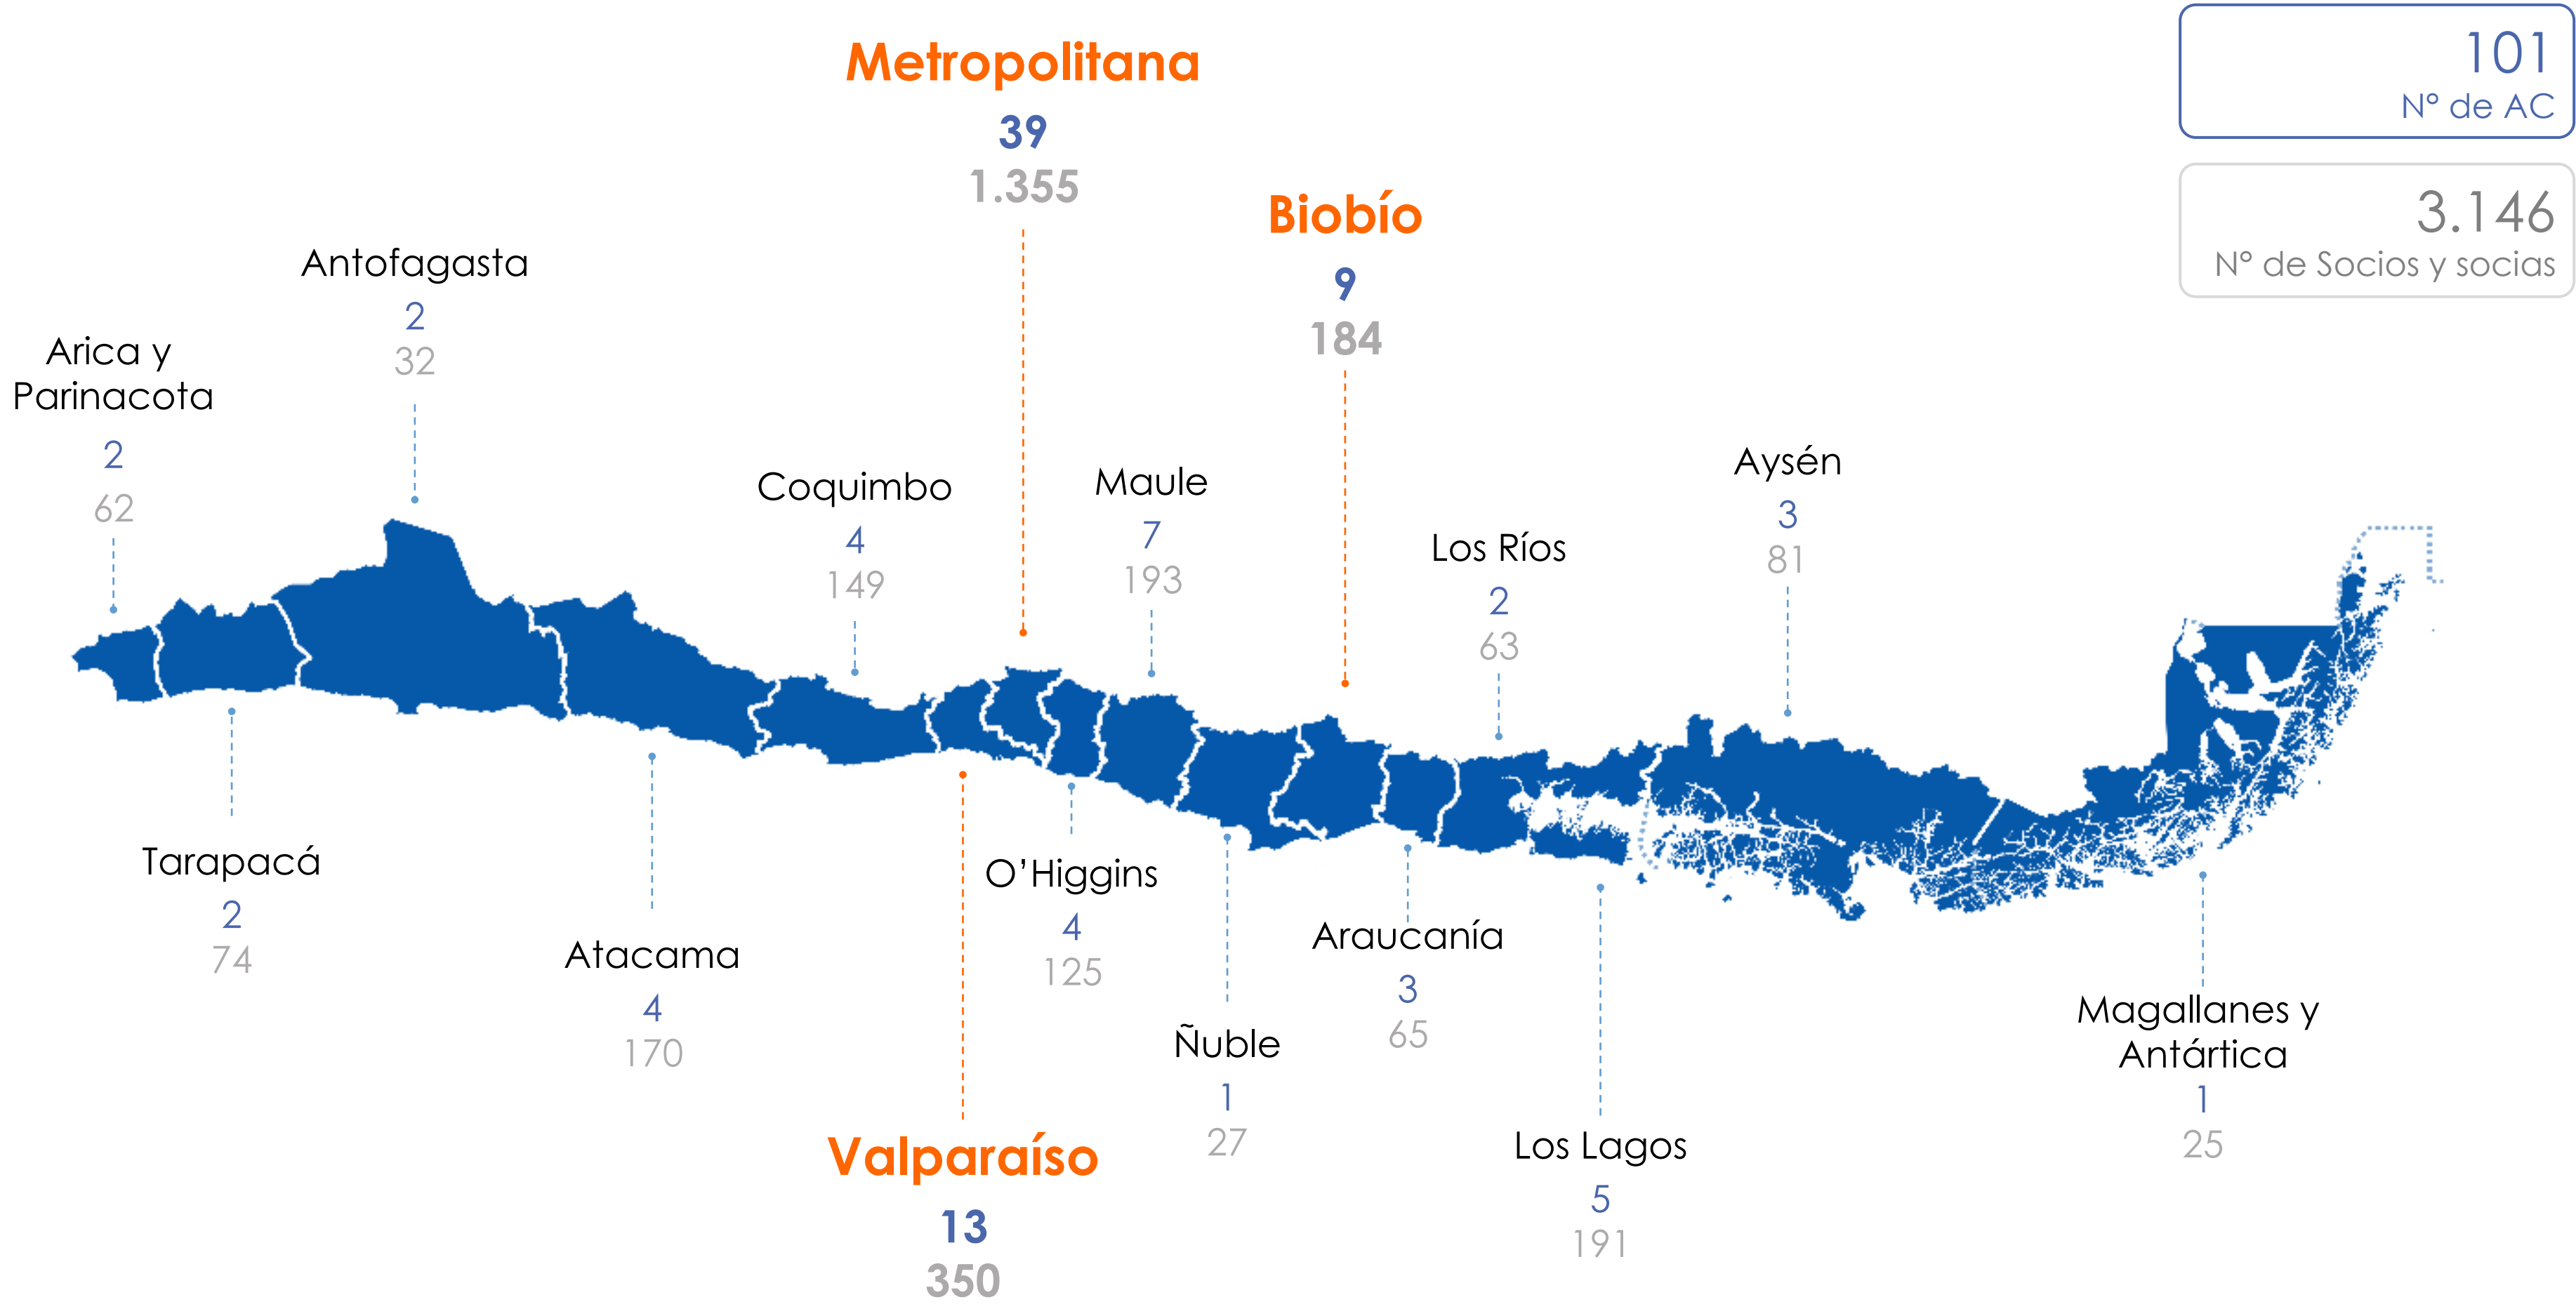 101
N° de AC
3.146
N° de Socios y socias
Arica y
Parinacota
2
62
Tarapacá
2
74
Antofagasta
2
32
Atacama
4
170
Coquimbo
4
149
Valparaíso
13
350
Metropolitana
39
1.355
O’Higgins
4
125
Maule
7
193
Ñuble
1
27
Biobío
9
184
Araucanía
3
65
Los Ríos
2
63
Los Lagos
5
191
Aysén
3
81
Magallanes y
Antártica
1
25